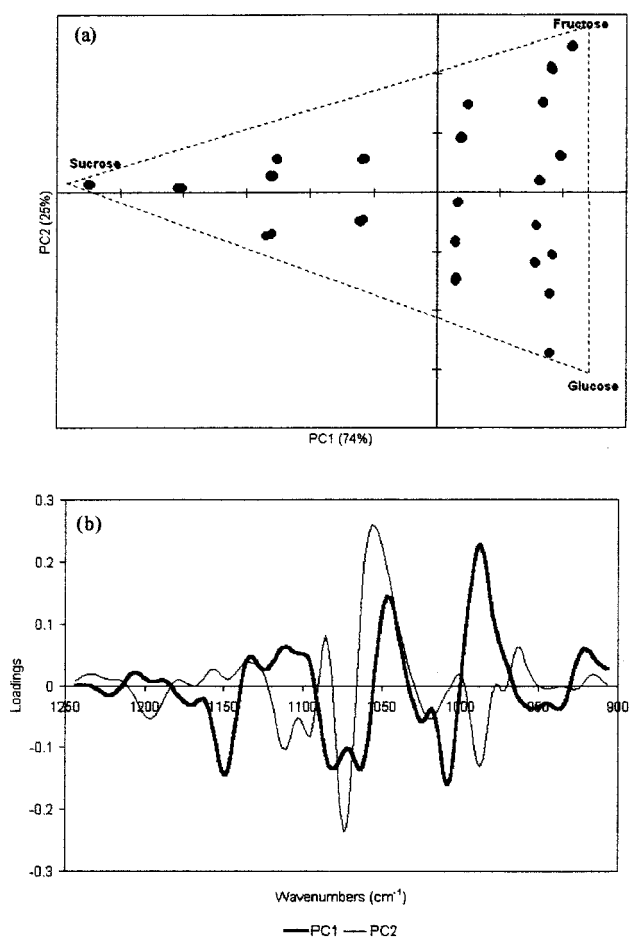 (a)
Fructose
Sucrose
PC2 (25%)
Glucose
PC1 (74%)
(b)
0.3
0.2
0.1
0
-0.1
-0.2
-0.3
Loadings
1250 1200 1150 1100 1050 1000 950 900
Wavenumbers (cm⁻¹)
PC1 PC2